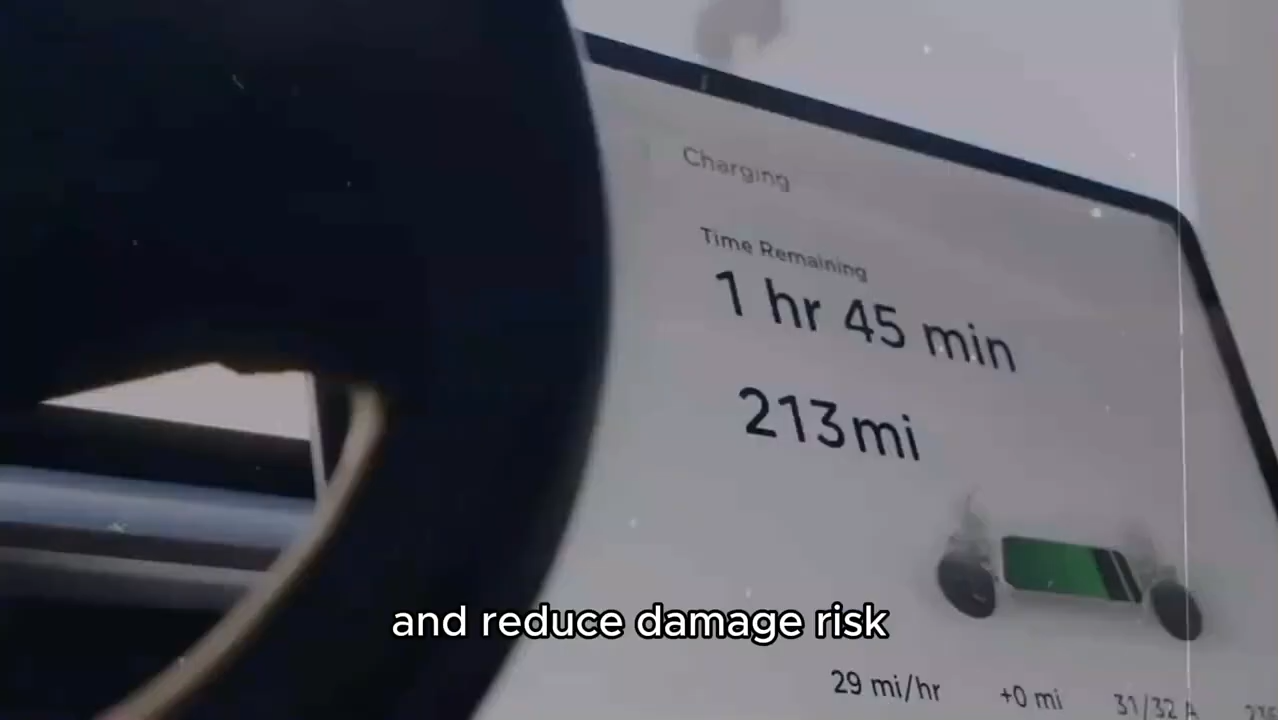 Charging
Time Remaining
1 hr 45 min
213mi
and reduce damage risk
29 mi/hr +0 mi 31/32 A